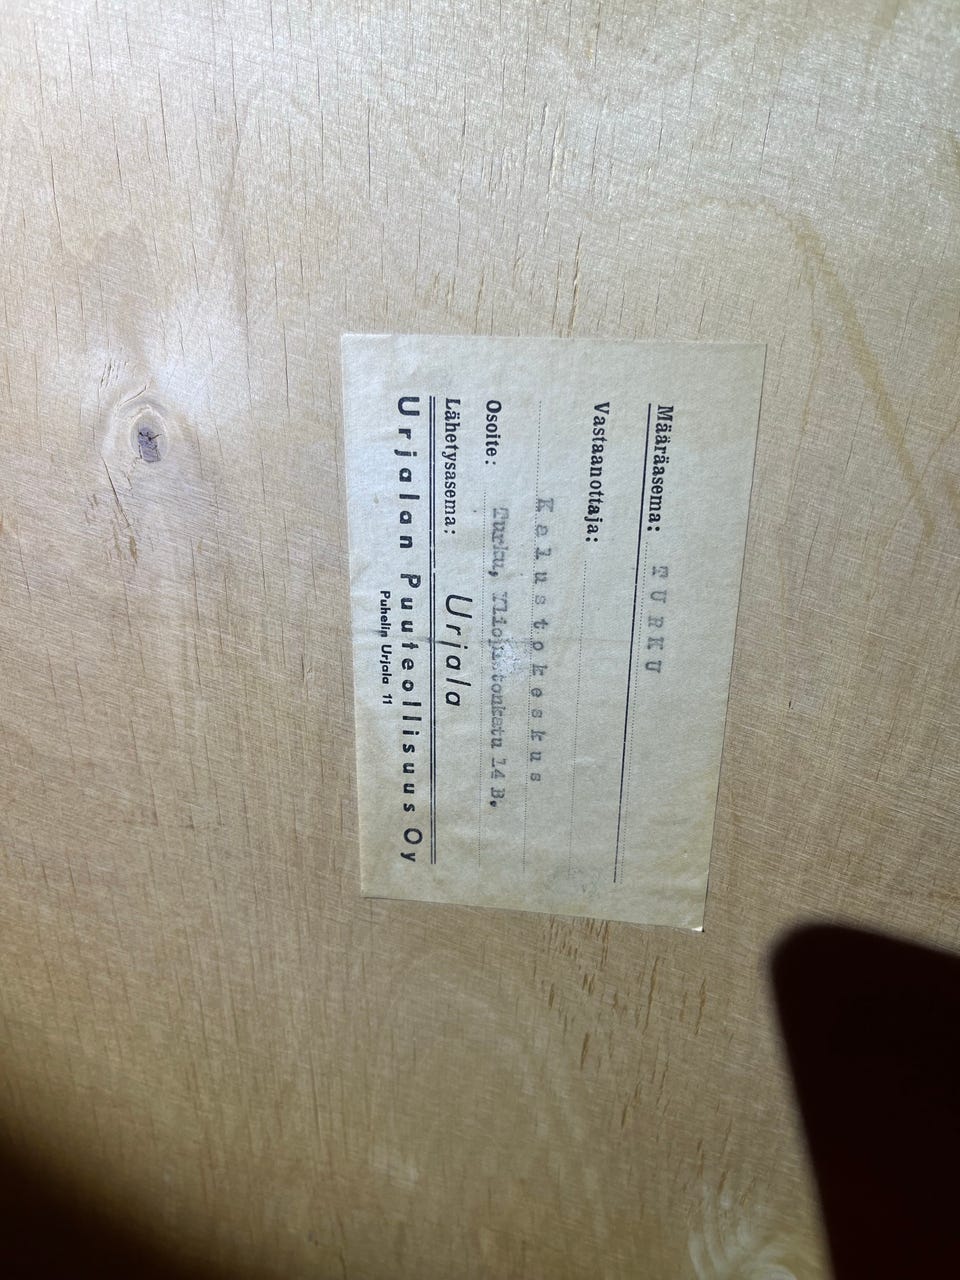 Määräasema: TURKU
Vastaanottaja:
Kalustokeskus
Osoite: Turku, Yliopistonkatu 14 B.
Lähetysasema: Urjala
Urjalan Puuteollisuus Oy
Puhelin Urjala 11